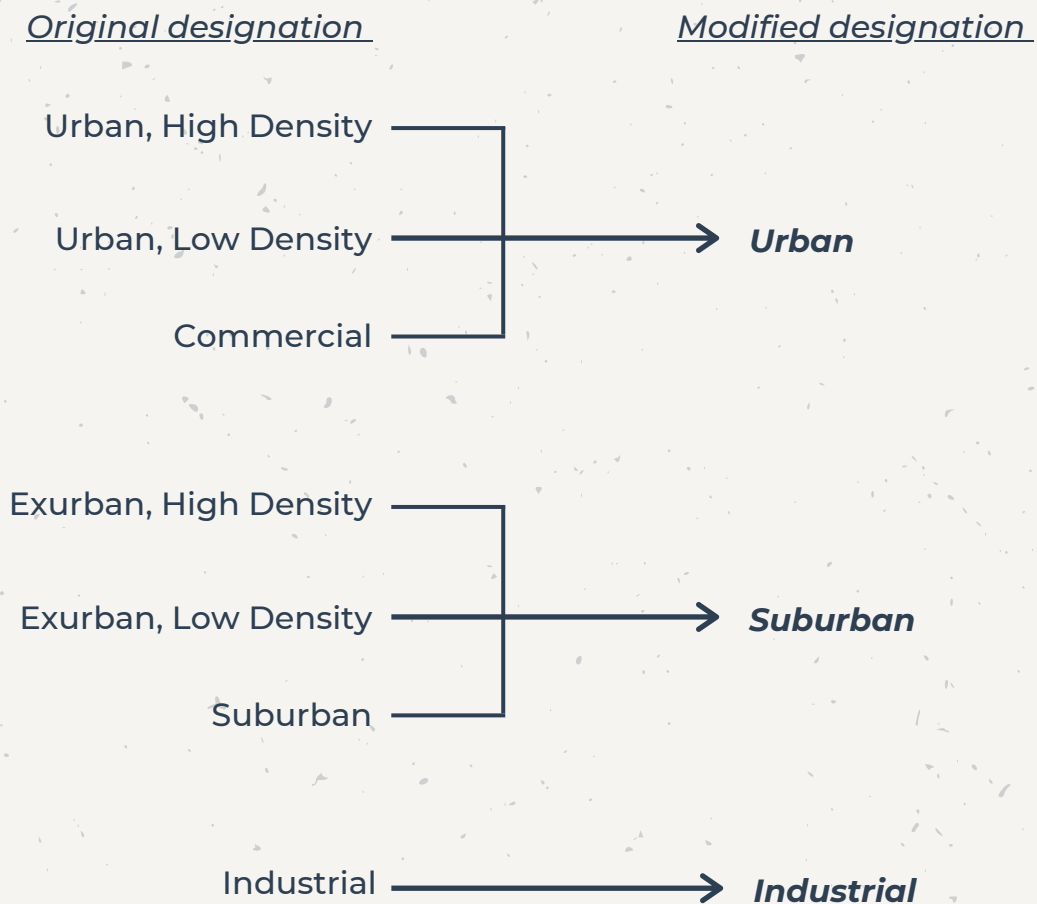 Original designation
Modified designation
Urban, High Density
Urban, Low Density
Urban
Commercial
Exurban, High Density
Exurban, Low Density
Suburban
Suburban
Industrial
Industrial